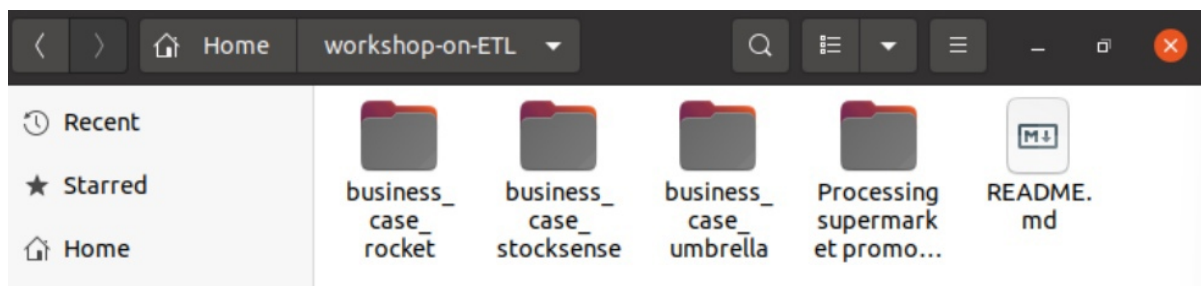 Home workshop-on-ETL
Recent
Starred
Home
business_
case_
rocket
business_
case_
stocksense
business_
case_
umbrella
Processing
supermark
et promo...
README.
md
M